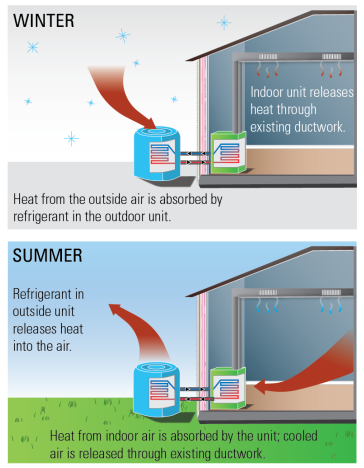 WINTER
Indoor unit releases
heat through
existing ductwork.
Heat from the outside air is absorbed by
refrigerant in the outdoor unit.
SUMMER
Refrigerant in
outside unit
releases heat
into the air.
Heat from indoor air is absorbed by the unit; cooled
air is released through existing ductwork.